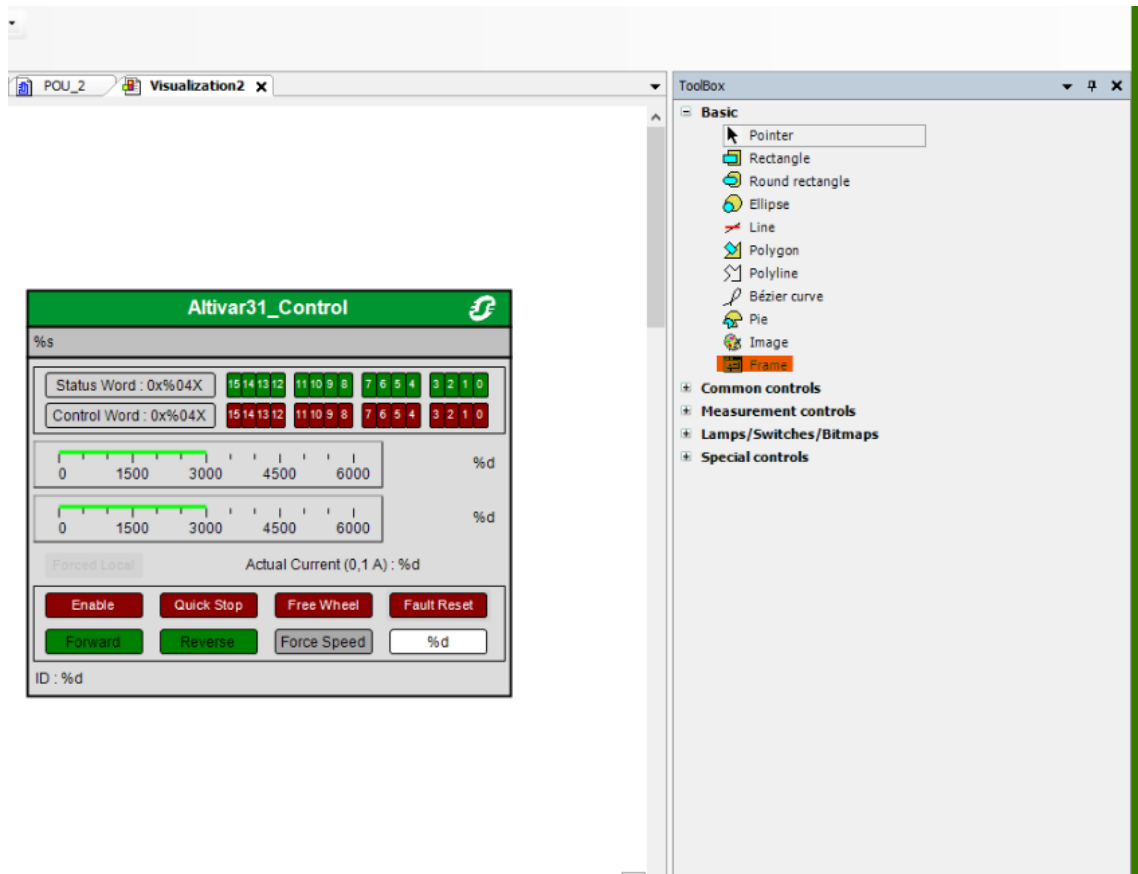 POU_2 Visualization2 ToolBox
Basic
Pointer
Rectangle
Round rectangle
Ellipse
Line
Polygon
Polyline
Bézier curve
Pie
Image
Frame
Common controls
Measurement controls
Lamps/Switches/Bitmaps
Special controls
Altivar31_Control
%s
Status Word : 0x%04X 15 14 13 12 11 10 9 8 7 6 5 4 3 2 1 0
Control Word : 0x%04X 15 14 13 12 11 10 9 8 7 6 5 4 3 2 1 0
0 1500 3000 4500 6000 %d
0 1500 3000 4500 6000 %d
Forced Local Actual Current (0,1 A) : %d
Enable Quick Stop Free Wheel Fault Reset
Forward Reverse Force Speed %d
ID : %d